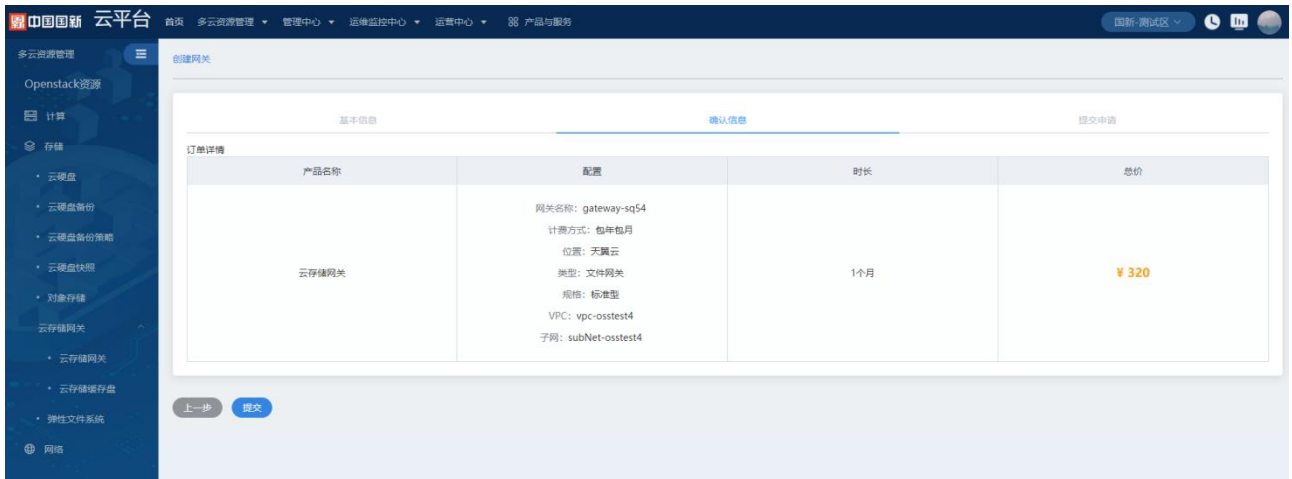 中国国新 云平台 首页 多云资源管理 管理中心 运维监控中心 运营中心 产品与服务 国新-测试区
多云资源管理
创建网关
Openstack资源
计算
基本信息 确认信息 提交申请
存储
订单详情
产品名称 配置 时长 总价
云硬盘
云硬盘备份
网关名称：gateway-sq54
计费方式：包年包月
云硬盘备份策略
位置：天翼云
云硬盘快照
云存储网关 类型：文件网关 1个月 ¥ 320
规格：标准型
对象存储
VPC：vpc-osstest4
云存储网关
子网：subNet-osstest4
云存储网关
云存储缓存盘
上一步 提交
弹性文件系统
网络